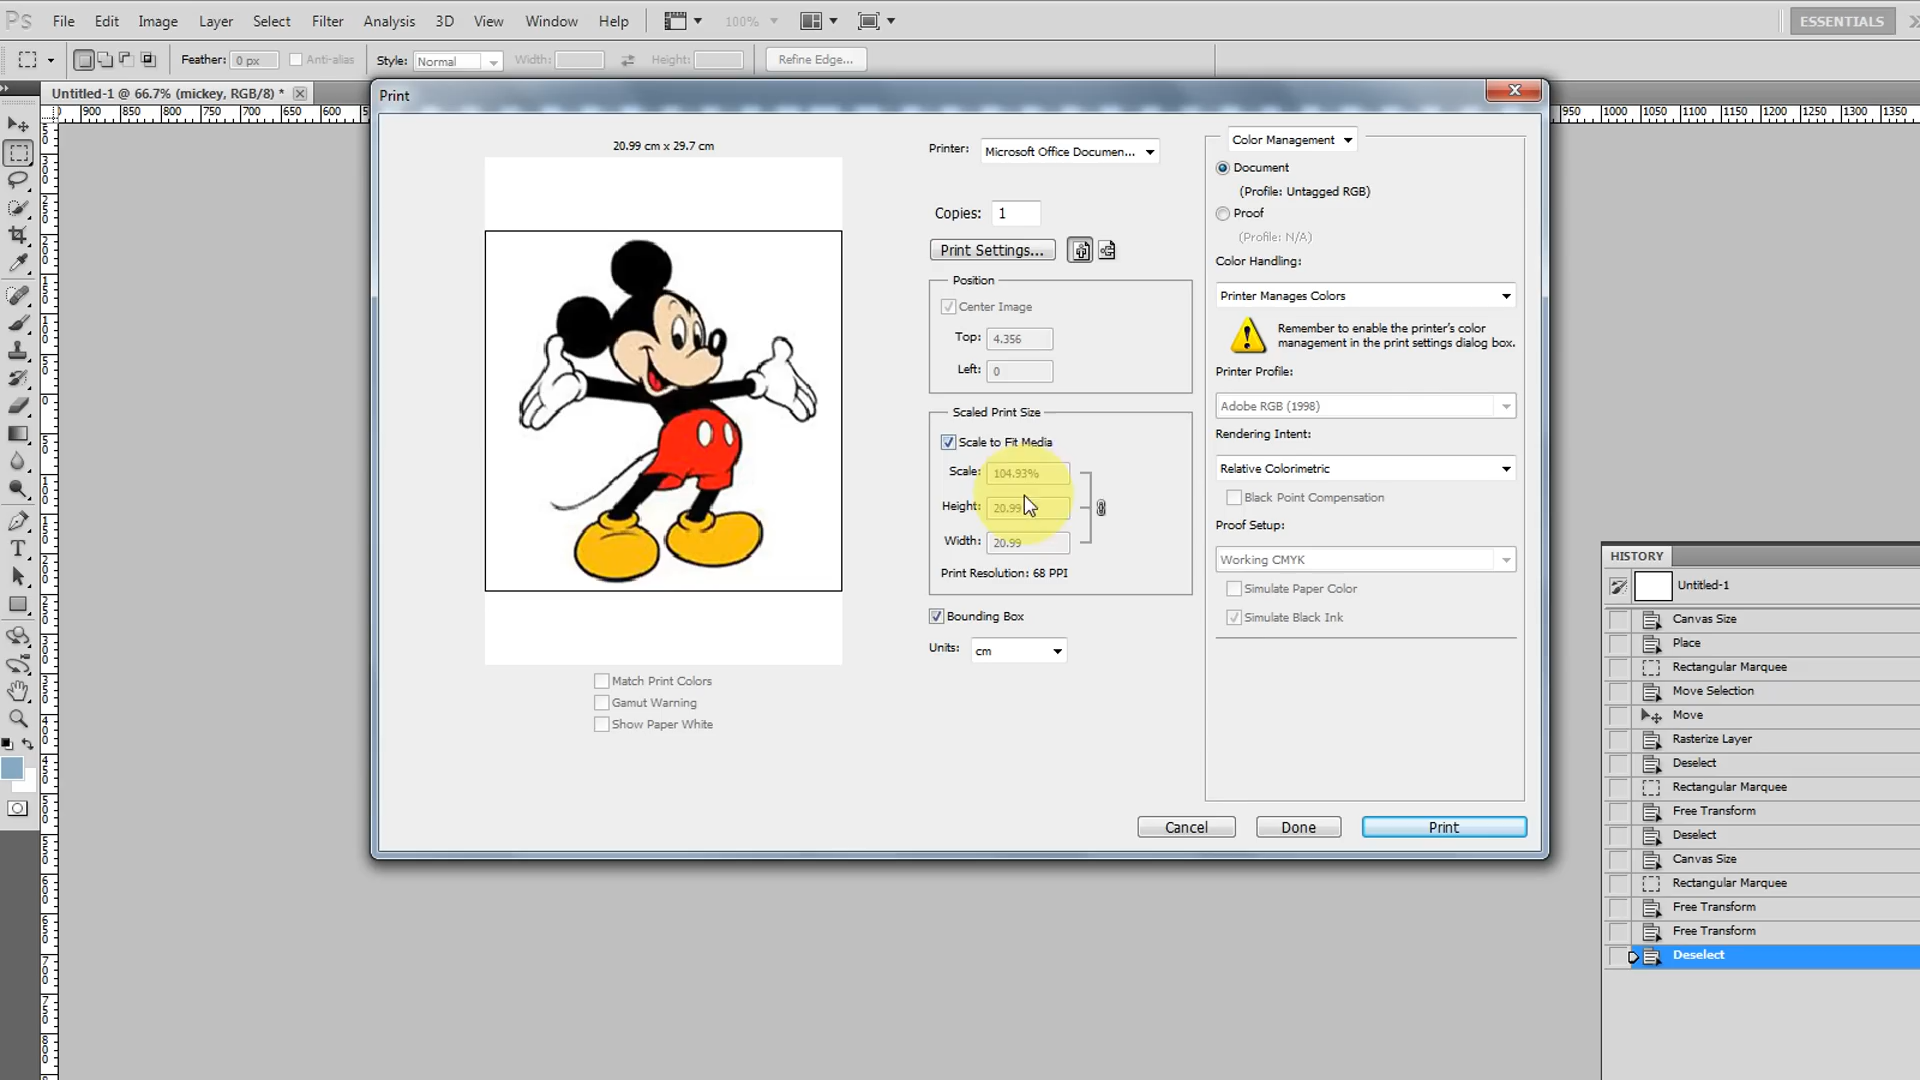 Ps File Edit Image Layer Select Filter Analysis 3D View Window Help 100% ESSENTIALS
Feather: 0 px Anti-alias Style: Normal Width: Height: Refine Edge...
Untitled-1 @ 66.7% (mickey, RGB/8) *
900 850 800 750 700 650 600 550 950 1000 1050 1100 1150 1200 1250 1300 1350
Print
20.99 cm x 29.7 cm
Match Print Colors
Gamut Warning
Show Paper White
Printer: Microsoft Office Documen...
Copies: 1
Print Settings...
Position
Center Image
Top: 4.356
Left: 0
Scaled Print Size
Scale to Fit Media
Scale: 104.93%
Height: 20.99
Width: 20.99
Print Resolution: 68 PPI
Bounding Box
Units: cm
Color Management
Document
(Profile: Untagged RGB)
Proof
(Profile: N/A)
Color Handling:
Printer Manages Colors
Remember to enable the printer's color
management in the print settings dialog box.
Printer Profile:
Adobe RGB (1998)
Rendering Intent:
Relative Colorimetric
Black Point Compensation
Proof Setup:
Working CMYK
Simulate Paper Color
Simulate Black Ink
Cancel Done Print
HISTORY
Untitled-1
Canvas Size
Place
Rectangular Marquee
Move Selection
Move
Rasterize Layer
Deselect
Rectangular Marquee
Free Transform
Deselect
Canvas Size
Rectangular Marquee
Free Transform
Free Transform
Deselect